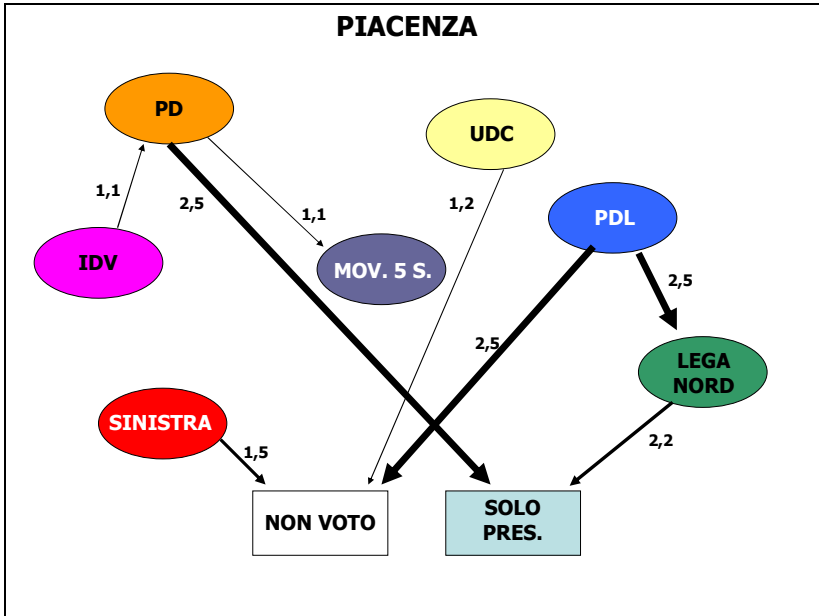 PIACENZA
PD
UDC
1,1
2,5
1,2
1,1
PDL
IDV
MOV. 5 S.
2,5
2,5
LEGA
NORD
SINISTRA
1,5
2,2
NON VOTO
SOLO
PRES.